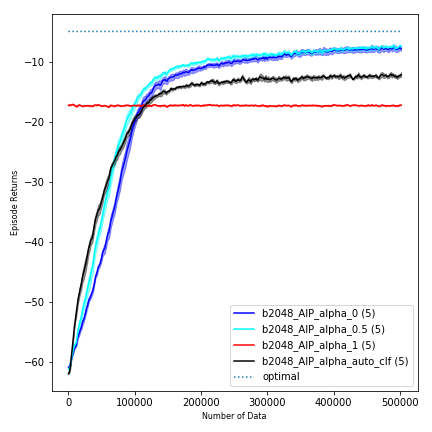 −10
−20
−30
−40
−50
−60
Episode Returns
0
100000
200000
300000
400000
500000
Number of Data
b2048_AIP_alpha_0 (5)
b2048_AIP_alpha_0.5 (5)
b2048_AIP_alpha_1 (5)
b2048_AIP_alpha_auto_clf (5)
optimal